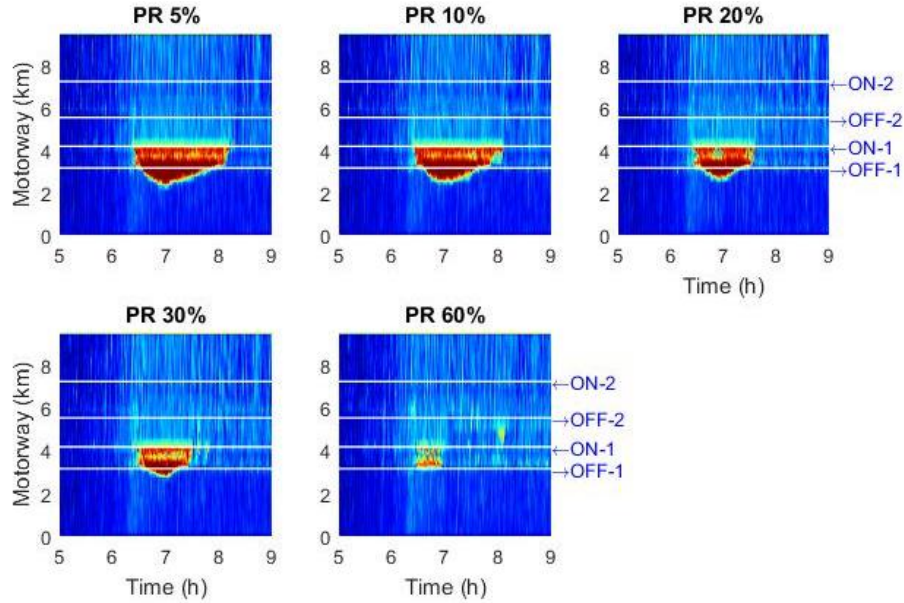 PR 5%
PR 10%
PR 20%
Motorway (km)
8
6
4
2
0
5 6 7 8 9
8
6
4
2
0
5 6 7 8 9
8
6
4
2
0
5 6 7 8 9
Time (h)
←ON-2
→OFF-2
←ON-1
→OFF-1
PR 30%
PR 60%
Motorway (km)
8
6
4
2
0
5 6 7 8 9
Time (h)
8
6
4
2
0
5 6 7 8 9
Time (h)
←ON-2
→OFF-2
←ON-1
→OFF-1